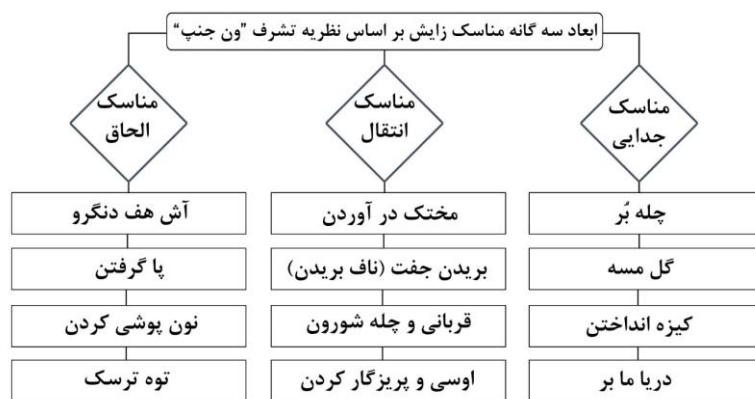 ابعاد سه گانه مناسک زایش بر اساس نظریه تشرف “ون جنپ”
مناسک
جدایی
مناسک
انتقال
مناسک
الحاق
چله بُر
گل مسه
کیزه انداختن
دریا ما بر
مختک در آوردن
بریدن جفت (ناف بریدن)
قربانی و چله شورون
اوسی و پریزگار کردن
آش هف دنگرو
پا گرفتن
نون پوشی کردن
توه ترسک